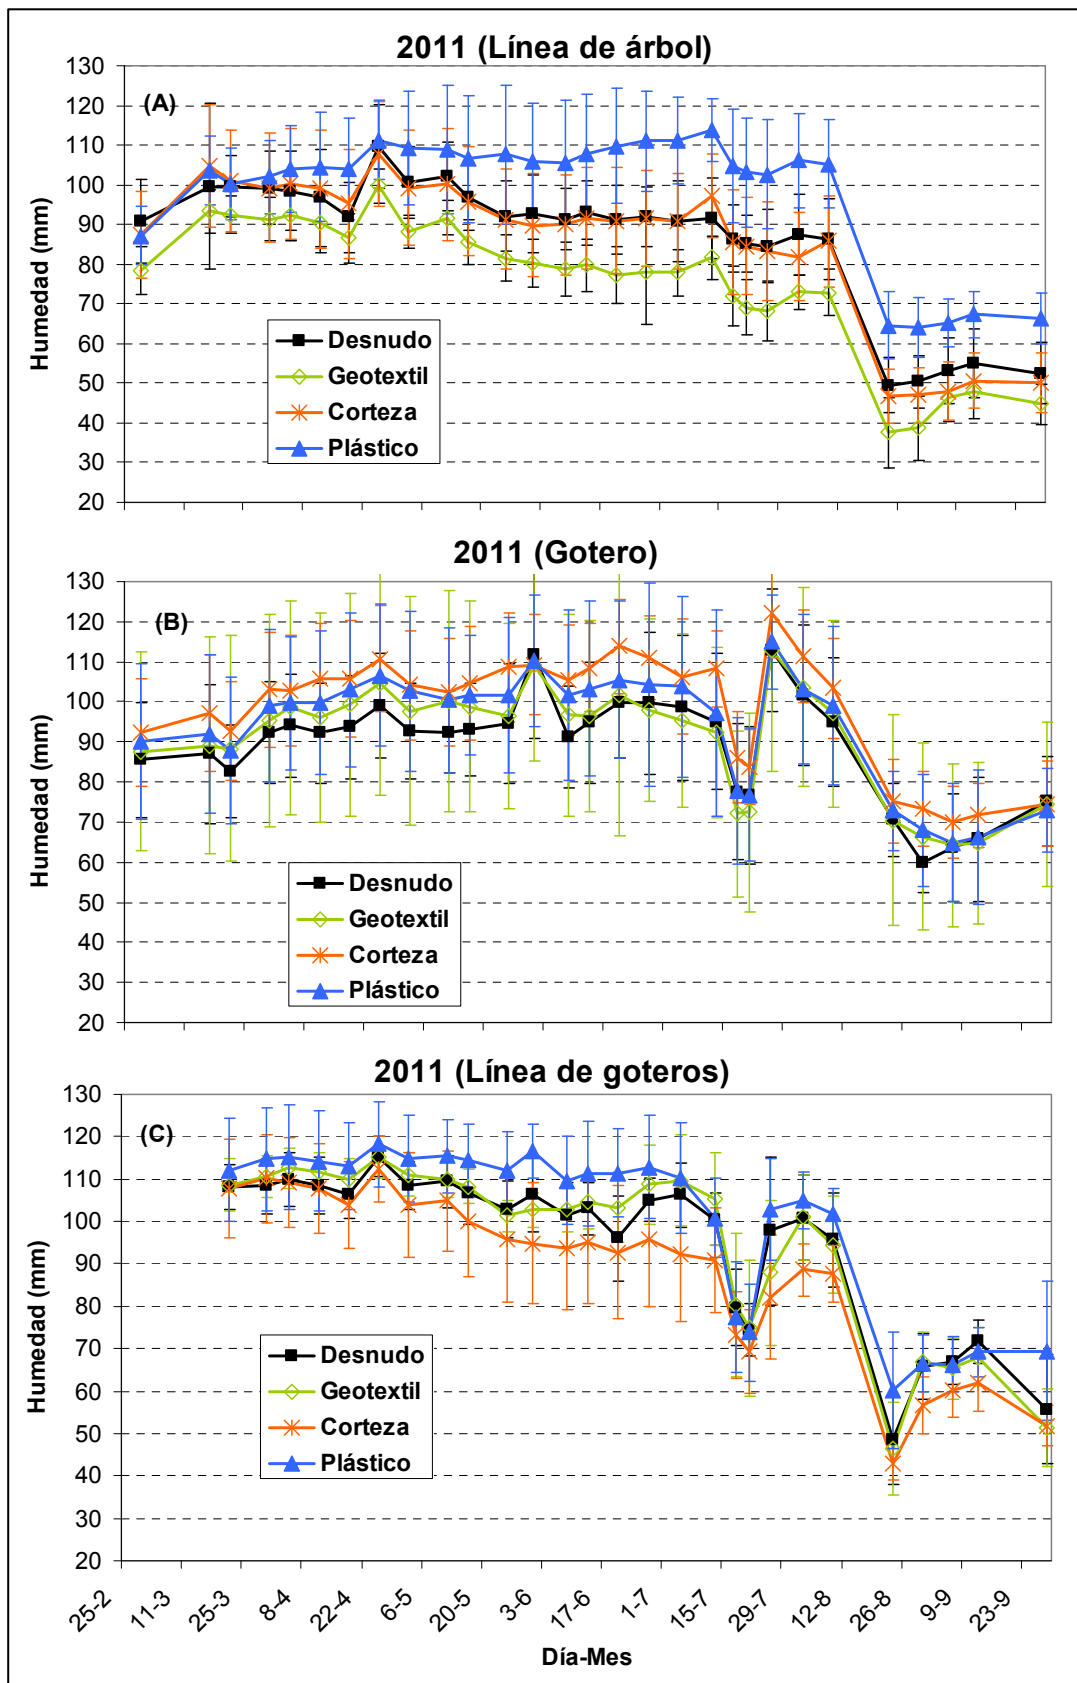 2011 (Línea de árbol)
130
120
110
100
90
80
70
60
50
40
30
20
Humedad (mm)
(A)
Desnudo
Geotextil
Corteza
Plástico
2011 (Gotero)
130
120
110
100
90
80
70
60
50
40
30
20
Humedad (mm)
(B)
Desnudo
Geotextil
Corteza
Plástico
2011 (Línea de goteros)
130
120
110
100
90
80
70
60
50
40
30
20
Humedad (mm)
(C)
Desnudo
Geotextil
Corteza
Plástico
25-2 11-3 25-3 8-4 22-4 6-5 20-5 3-6 17-6 1-7 15-7 29-7 12-8 26-8 9-9 23-9
Día-Mes